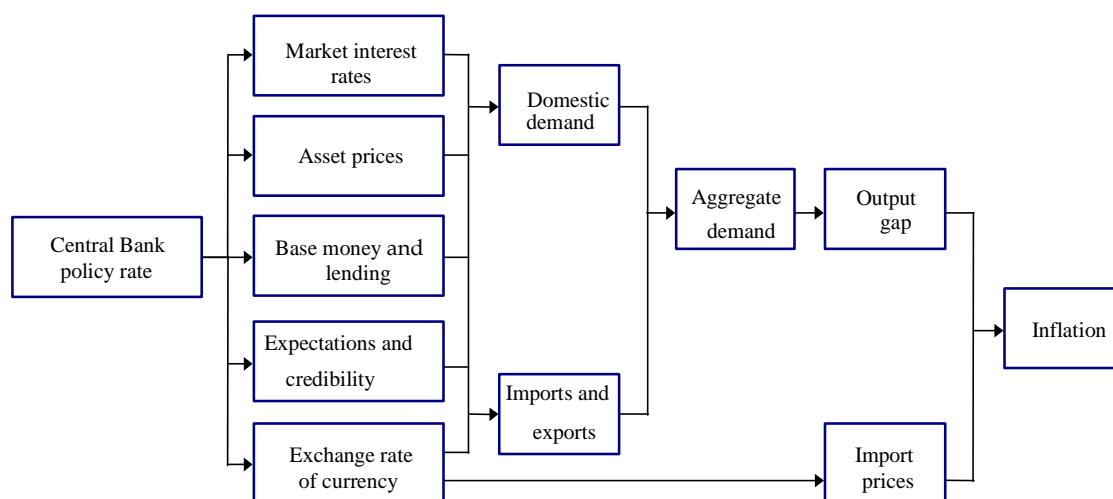 Market interest
rates
Domestic
demand
Asset prices
Aggregate
demand
Output
gap
Central Bank
policy rate
Base money and
lending
Inflation
Expectations and
credibility
Imports and
exports
Exchange rate
of currency
Import
prices